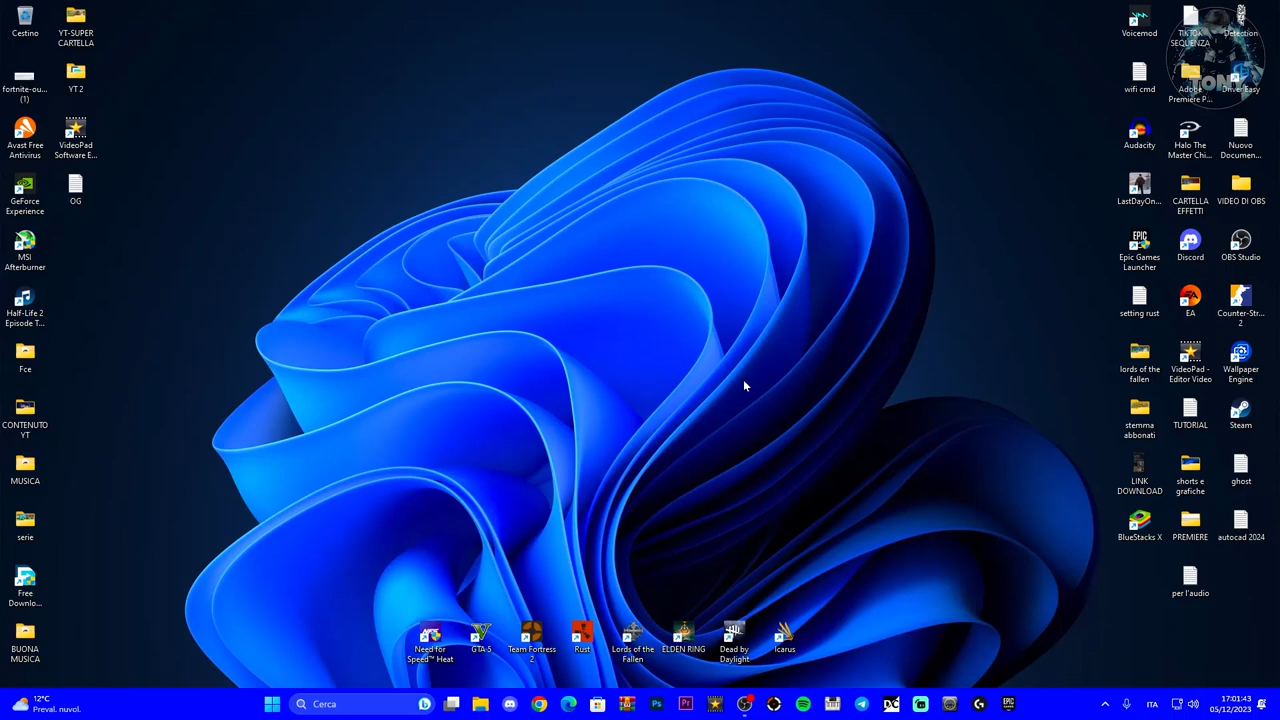 Cestino
YT-SUPER
CARTELLA
fortnite-ou...
(1)
YT 2
Avast Free
Antivirus
VideoPad
Software E...
GeForce
Experience
OG
MSI
Afterburner
Half-Life 2
Episode T...
Fce
CONTENUTO
YT
MUSICA
serie
Free
Downlo...
BUONA
MUSICA
Voicemod
TIKTOK
SEQUENZA
Detection
wifi cmd
Adobe
Premiere P...
Driver Easy
TONY
Audacity
Halo The
Master Chi...
Nuovo
Documen...
LastDayOn...
CARTELLA
EFFETTI
VIDEO DI OBS
Epic Games
Launcher
Discord
OBS Studio
setting rust
EA
Counter-Str...
2
lords of the
fallen
VideoPad -
Editor Video
Wallpaper
Engine
stemma
abbonati
TUTORIAL
Steam
LINK
DOWNLOAD
shorts e
grafiche
ghost
BlueStacks X
PREMIERE
autocad 2024
per l'audio
Need for
Speed™ Heat
GTA 5
Team Fortress
2
Rust
Lords of the
Fallen
ELDEN RING
Dead by
Daylight
Icarus
12°C
Preval. nuvol.
Cerca
ITA
17:01:43
05/12/2023